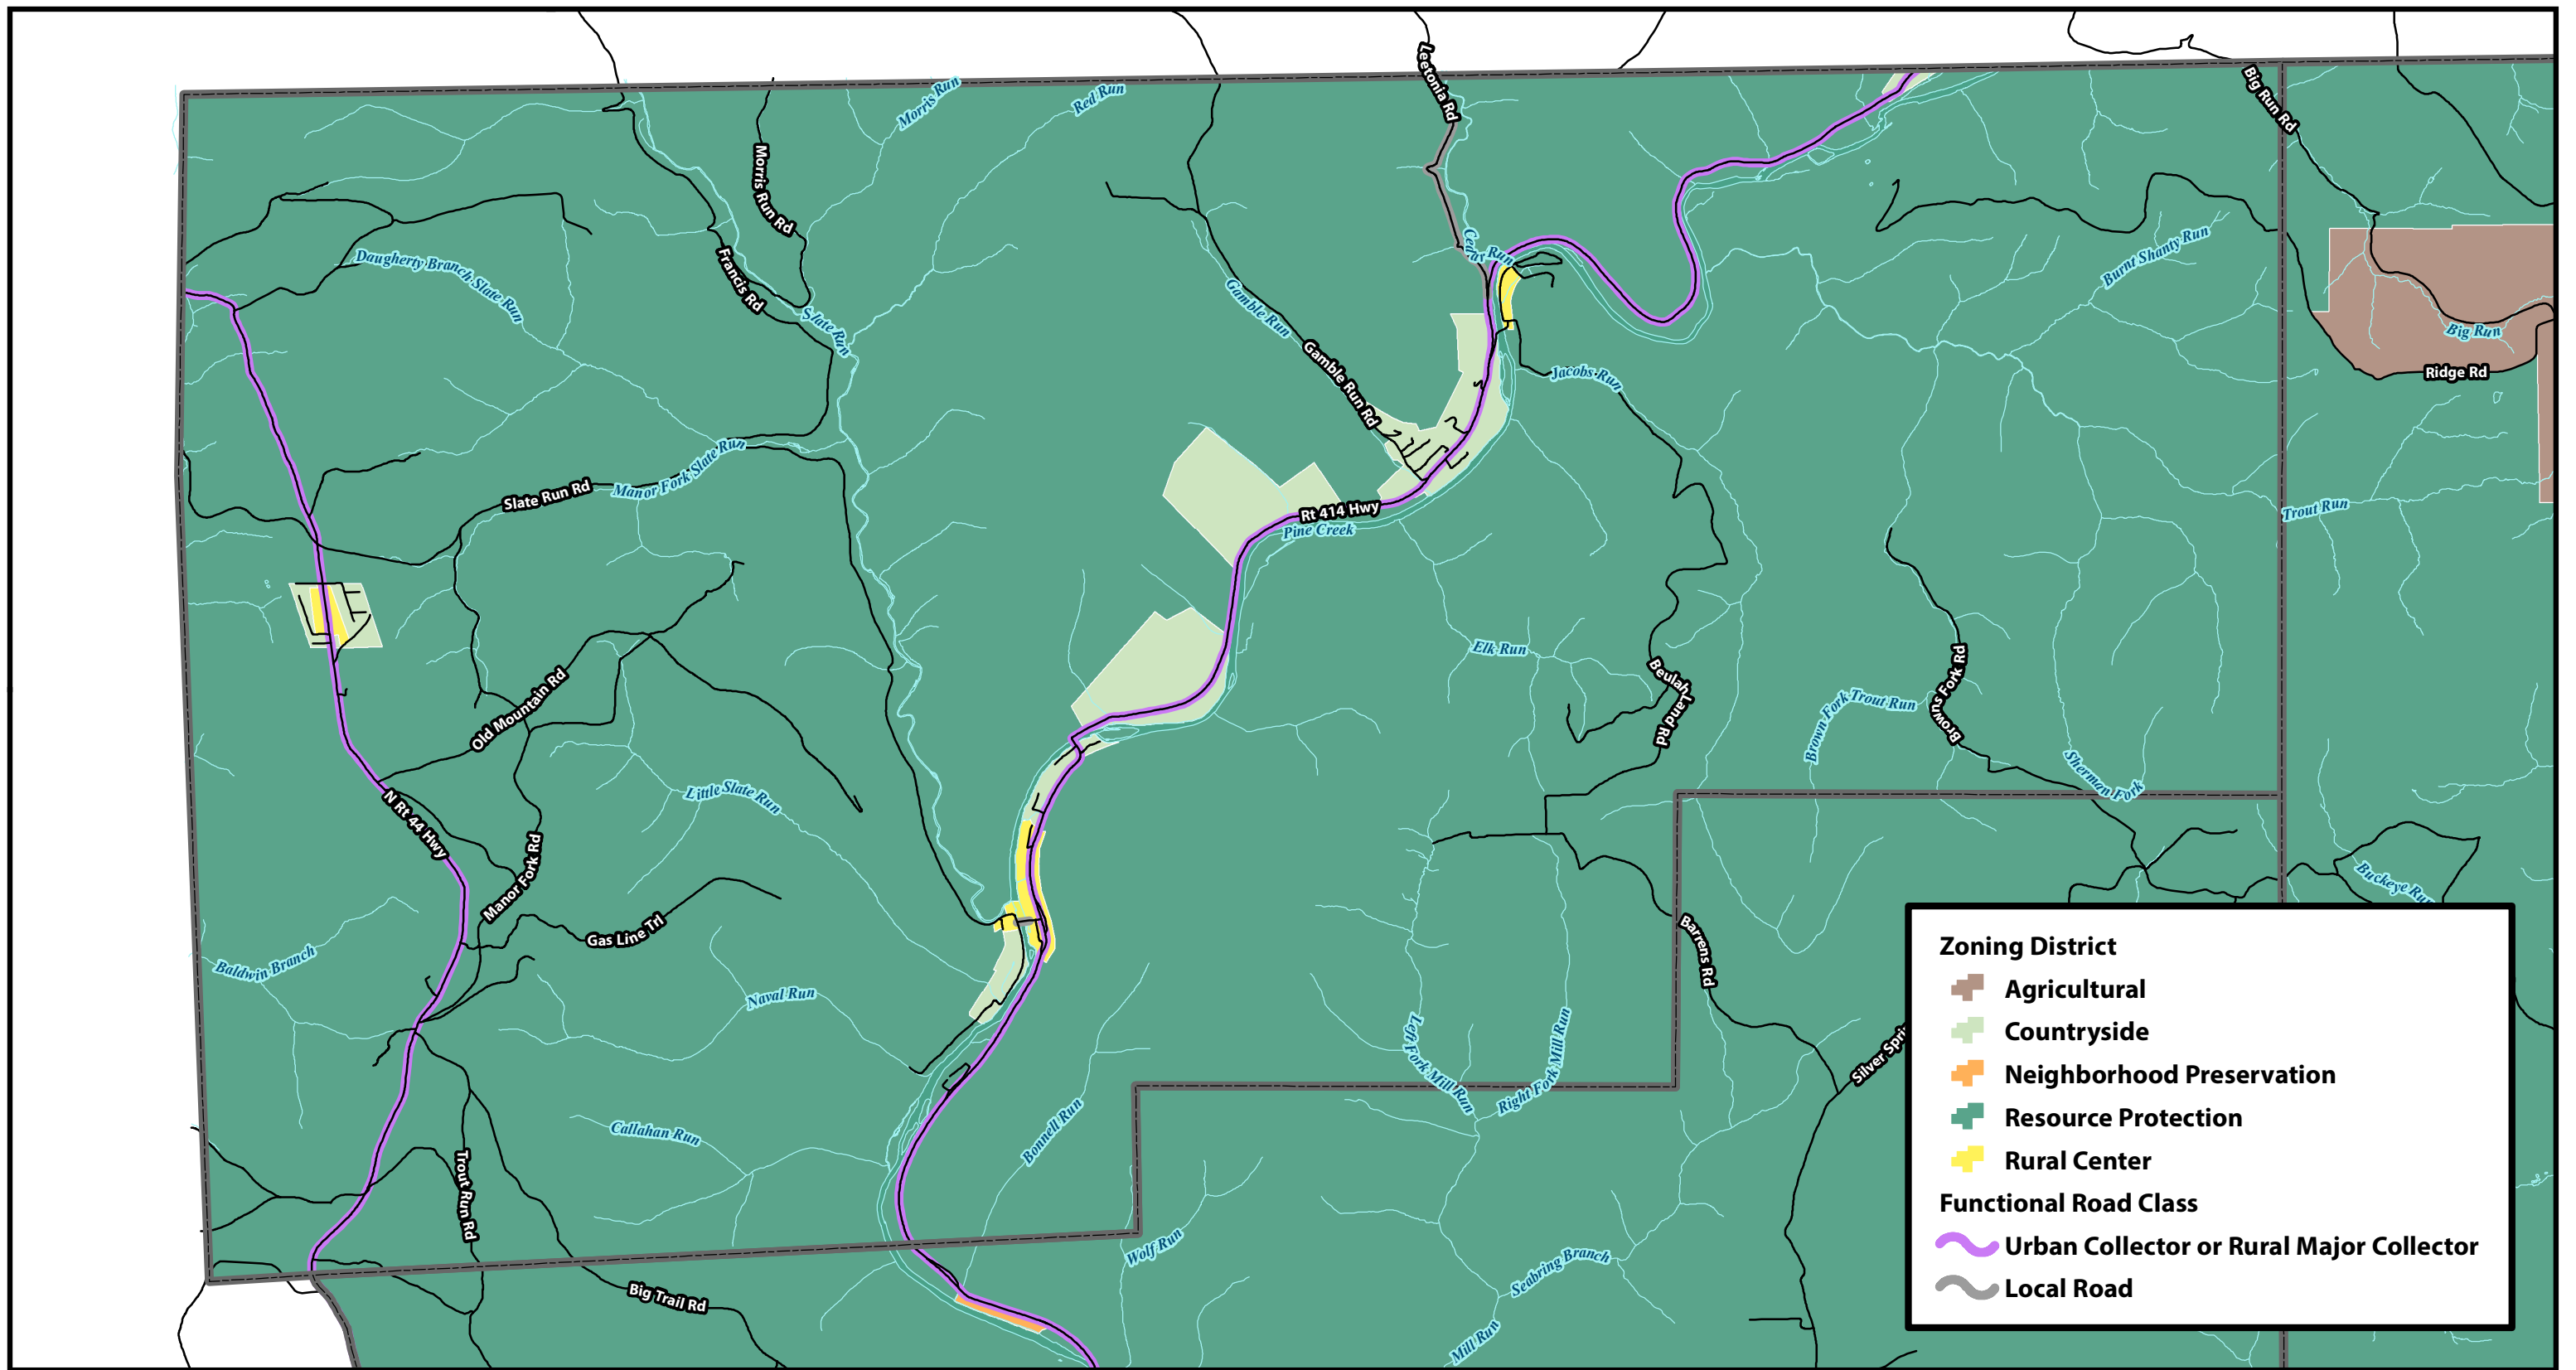 Leetonia Rd
Big Run Rd
Morris Run
Red Run
Morris Run Rd
Francis Rd
Daugherty Branch Slate Run
Slate Run
Cedar Run
Burnt Shanty Run
Gamble Run
Gamble Run Rd
Big Run
Ridge Rd
Jacobs Run
Slate Run Rd
Manor Fork Slate Run
Rt 414 Hwy
Pine Creek
Trout Run
Elk Run
Beulah Land Rd
Browns Fork Rd
Brown Fork Trout Run
Old Mountain Rd
Sherman Fork
Little Slate Run
N Rt 44 Hwy
Manor Fork Rd
Buckeye Run
Gas Line Trl
Barrens Rd
Baldwin Branch
Naval Run
Left Fork Mill Run
Right Fork Mill Run
Callahan Run
Bonnell Run
Trout Run Rd
Wolf Run
Seabring Branch
Big Trail Rd
Mill Run
Silver
Zoning District
Agricultural
Countryside
Neighborhood Preservation
Resource Protection
Rural Center
Functional Road Class
Urban Collector or Rural Major Collector
Local Road